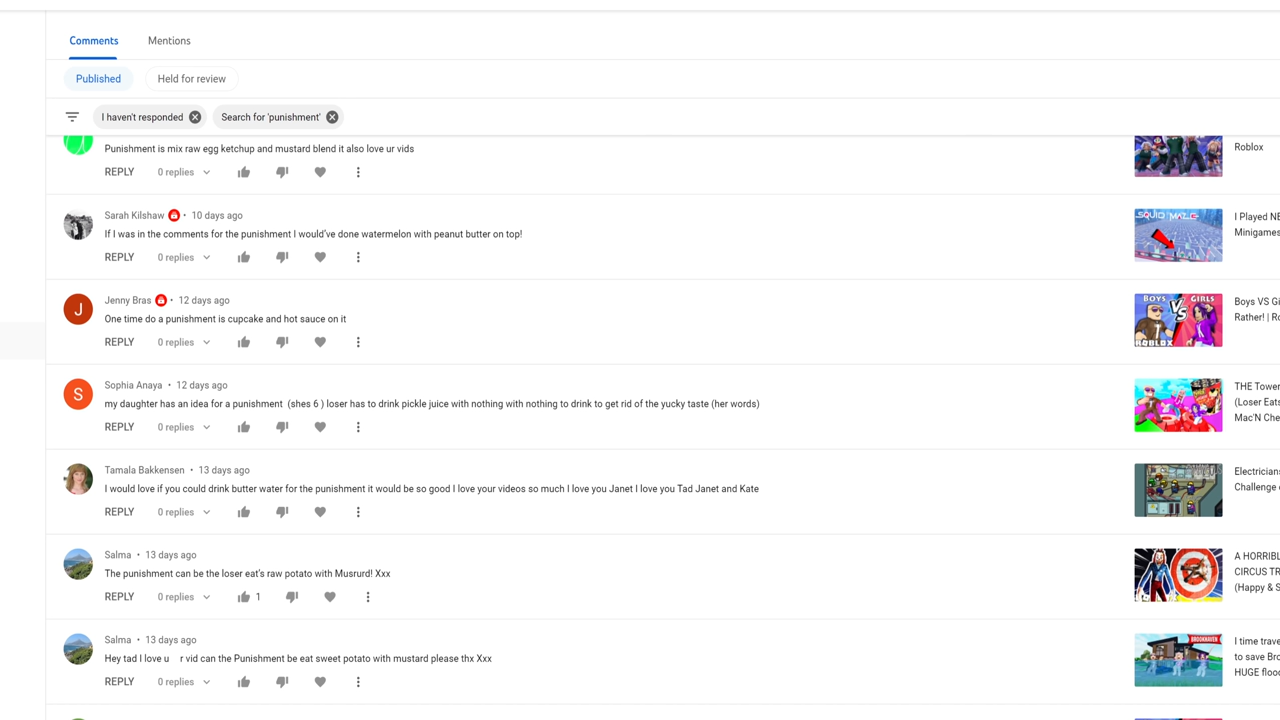 Comments Mentions
Published Held for review
I haven't responded Search for 'punishment'
Punishment is mix raw egg ketchup and mustard blend it also love ur vids
Roblox
REPLY 0 replies
Sarah Kilshaw • 10 days ago
I Played NE
SQUID MAZE
If I was in the comments for the punishment I would've done watermelon with peanut butter on top!
Minigames
REPLY 0 replies
Jenny Bras • 12 days ago
Boys VS Gi
BOYS VS GIRLS
J
One time do a punishment is cupcake and hot sauce on it
Rather! | Ro
ROBLOX
REPLY 0 replies
Sophia Anaya • 12 days ago
THE Tower
S
my daughter has an idea for a punishment (shes 6 ) loser has to drink pickle juice with nothing with nothing to drink to get rid of the yucky taste (her words)
(Loser Eats
Mac'N Che
REPLY 0 replies
Tamala Bakkensen • 13 days ago
Electricians
I would love if you could drink butter water for the punishment it would be so good I love your videos so much I love you Janet I love you Tad Janet and Kate
Challenge
REPLY 0 replies
Salma • 13 days ago
A HORRIBL
The punishment can be the loser eat's raw potato with Musrurd! Xxx
CIRCUS TR
(Happy & S
REPLY 0 replies 1
Salma • 13 days ago
I time trave
BROOKHAVEN
Hey tad I love u r vid can the Punishment be eat sweet potato with mustard please thx Xxx
to save Bro
HUGE flood
REPLY 0 replies